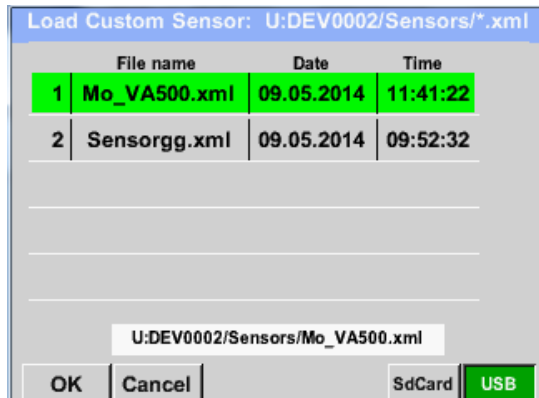 Load Custom Sensor: U:DEV0002/Sensors/*.xml
File name Date Time
1 Mo_VA500.xml 09.05.2014 11:41:22
2 Sensorgg.xml 09.05.2014 09:52:32
U:DEV0002/Sensors/Mo_VA500.xml
OK Cancel SdCard USB